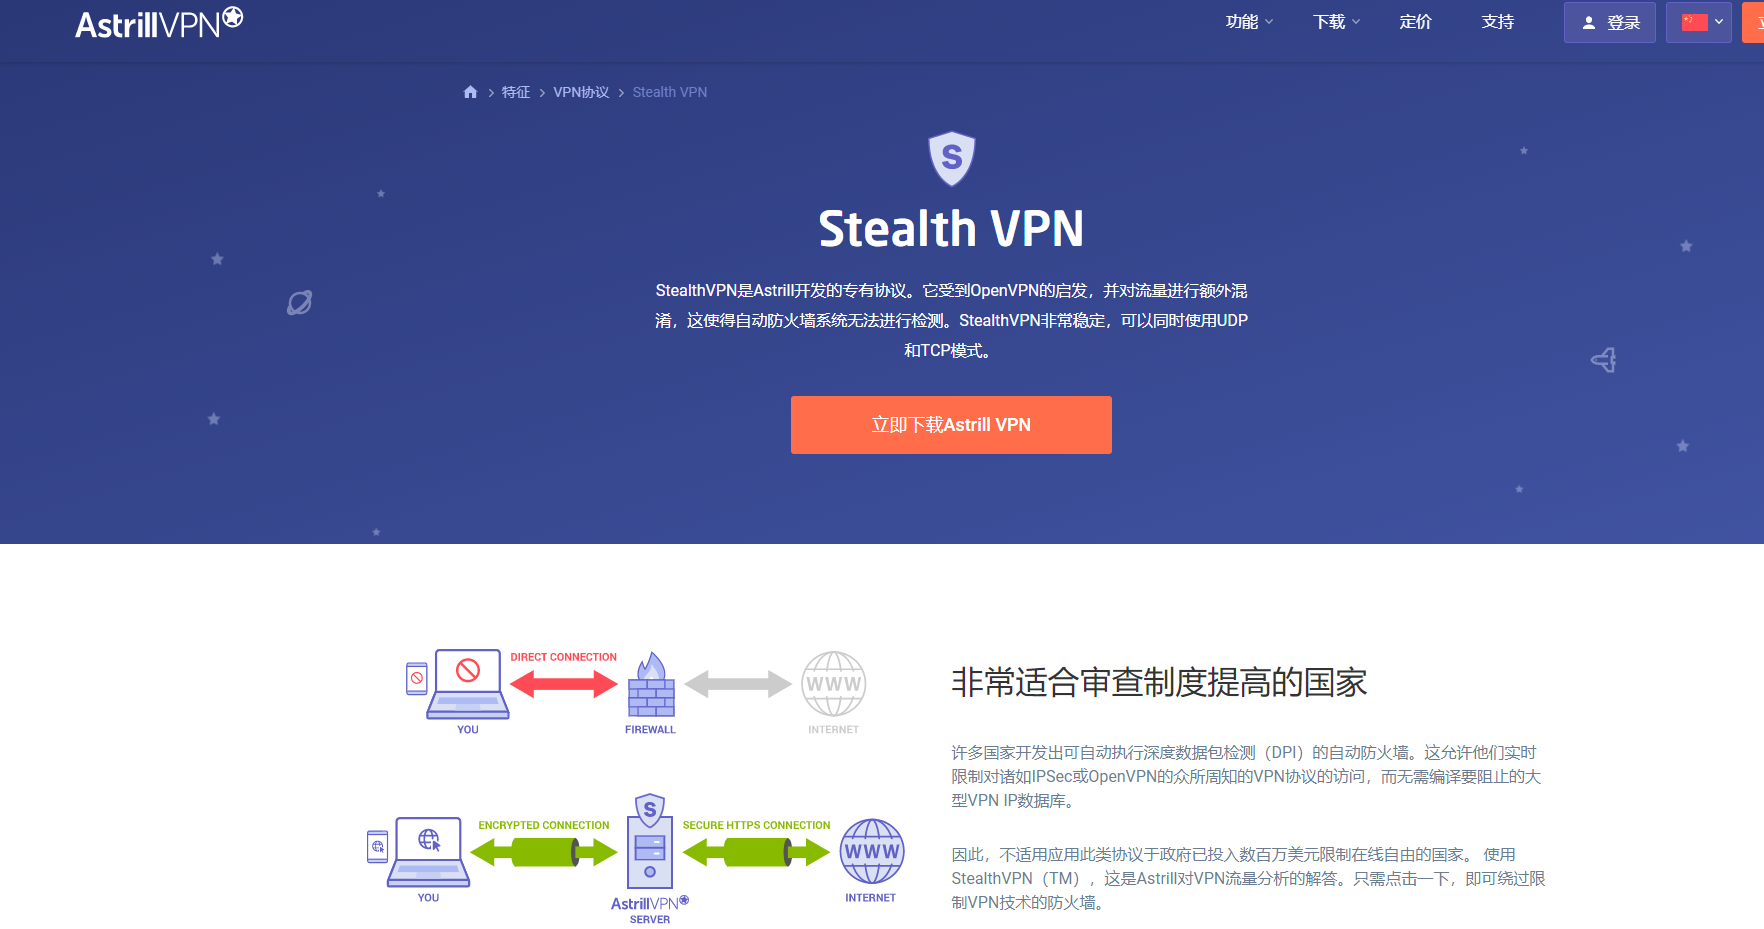 AstrillVPN
功能
下载
定价
支持
登录
特征
VPN协议
Stealth VPN
S
Stealth VPN
StealthVPN是Astrill开发的专有协议。它受到OpenVPN的启发，并对流量进行额外混
淆，这使得自动防火墙系统无法进行检测。StealthVPN非常稳定，可以同时使用UDP
和TCP模式。
立即下载Astrill VPN
DIRECT CONNECTION
WWW
YOU
FIREWALL
INTERNET
非常适合审查制度提高的国家
许多国家开发出可自动执行深度数据包检测（DPI）的自动防火墙。这允许他们实时
限制对诸如IPSec或OpenVPN的众所周知的VPN协议的访问，而无需编译要阻止的大
型VPN IP数据库。
S
ENCRYPTED CONNECTION
SECURE HTTPS CONNECTION
WWW
YOU
AstrillVPN
SERVER
INTERNET
因此，不适用应用此类协议于政府已投入数百万美元限制在线自由的国家。 使用
StealthVPN（TM），这是Astrill对VPN流量分析的解答。只需点击一下，即可绕过限
制VPN技术的防火墙。